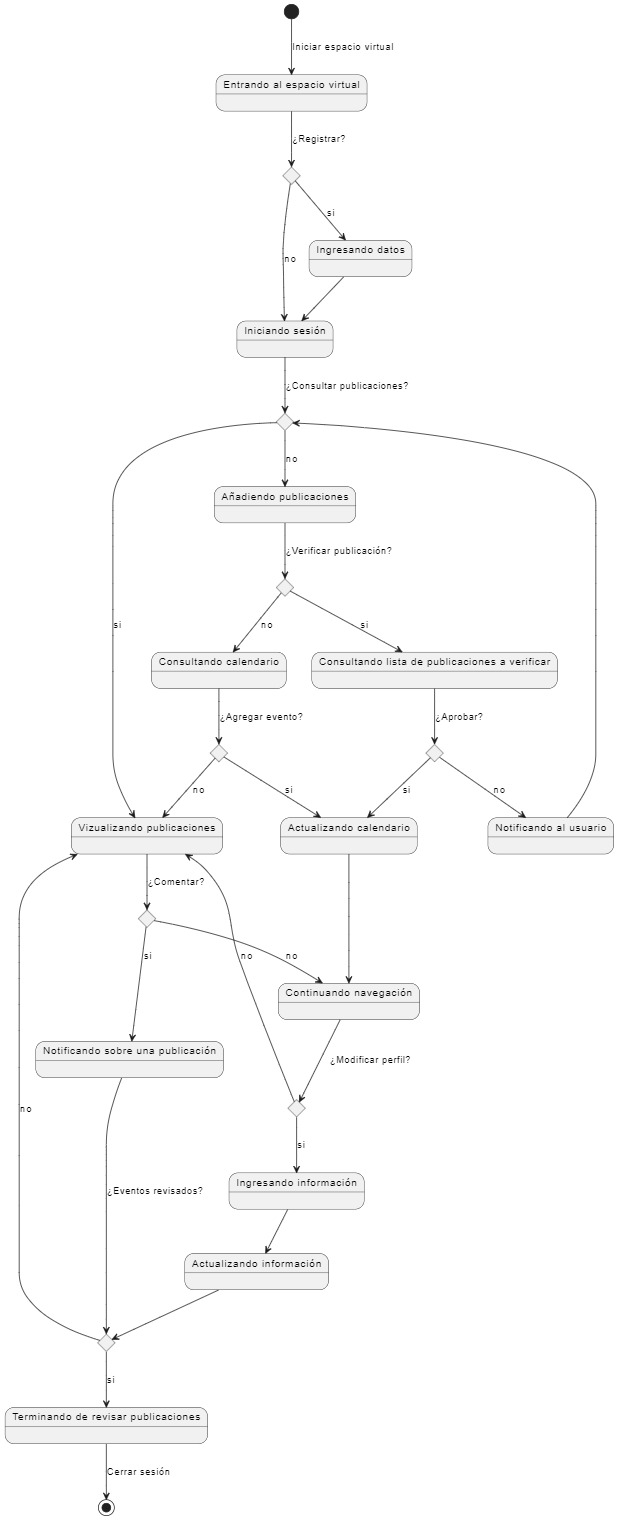 Iniciar espacio virtual
Entrando al espacio virtual
¿Registrar?
si
Ingresando datos
no
Iniciando sesión
¿Consultar publicaciones?
no
Añadiendo publicaciones
¿Verificar publicación?
si
no
si
Consultando calendario
Consultando lista de publicaciones a verificar
¿Agregar evento?
¿Aprobar?
no
si
si
no
Vizualizando publicaciones
Actualizando calendario
Notificando al usuario
¿Comentar?
si
no
no
Continuando navegación
Notificando sobre una publicación
¿Modificar perfil?
no
si
Ingresando información
¿Eventos revisados?
Actualizando información
si
Terminando de revisar publicaciones
Cerrar sesión